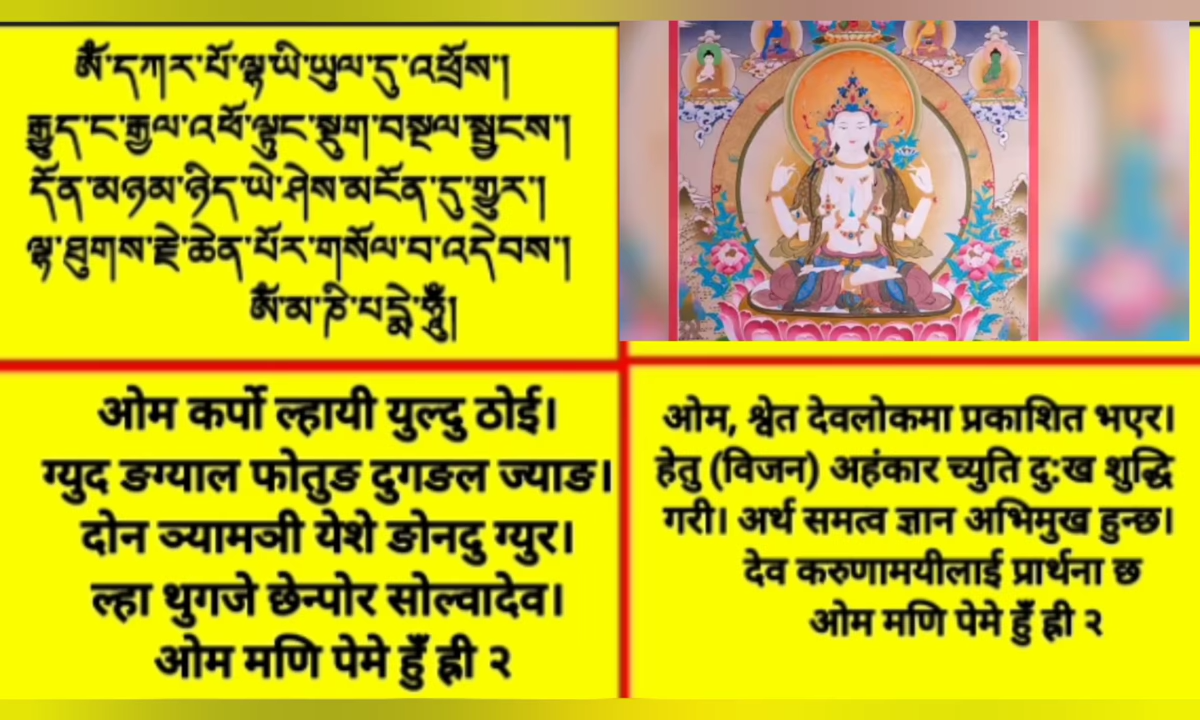 ༀ་དཀར་པོ་ལྷ་ཡི་ཡུལ་དུ་འཕྲོས།
རྒྱུད་ང་རྒྱལ་འཕོ་ལྟུང་སྡུག་བསྔལ་སྦྱངས།
དོན་མཉམ་ཉིད་ཡེ་ཤེས་མངོན་དུ་གྱུར།
ལྷ་ཐུགས་རྗེ་ཆེན་པོར་གསོལ་བ་འདེབས།
ༀ་མ་ཎི་པདྨེ་ཧཱུྃ།
ओम कर्पो ल्हायी युल्दु ठोई।
ग्युद ङग्याल फोतुङ दुगङल ज्याङ।
दोन ञ्यामञी येशे ङोनदु ग्युर।
ल्हा थुगजे छेन्पोर सोल्वादेव।
ओम मणि पेमे हुँ ह्री २
ओम, श्वेत देवलोकमा प्रकाशित भएर।
हेतु (विजन) अहंकार च्युति दु:ख शुद्धि
गरी। अर्थ समत्व ज्ञान अभिमुख हुन्छ।
देव करुणामयीलाई प्रार्थना छ
ओम मणि पेमे हुँ ह्री २